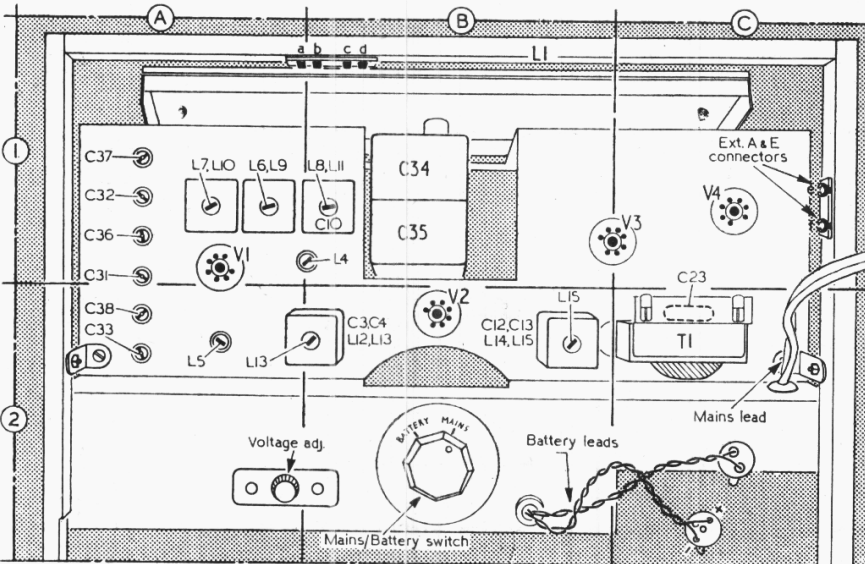 A
B
C
a b c d
L1
1
Ext. A & E
connectors
C37
L7,L10
L6,L9
L8,L11
C34
C32
C10
V4
C36
C35
V3
V1
L4
C31
C23
V2
L15
C38
C3,C4
L12,L13
C12,C13
L14,L15
T1
C33
L5
L13
2
Mains lead
BATTERY MAINS
Voltage adj.
Battery leads
+
-
Mains/Battery switch